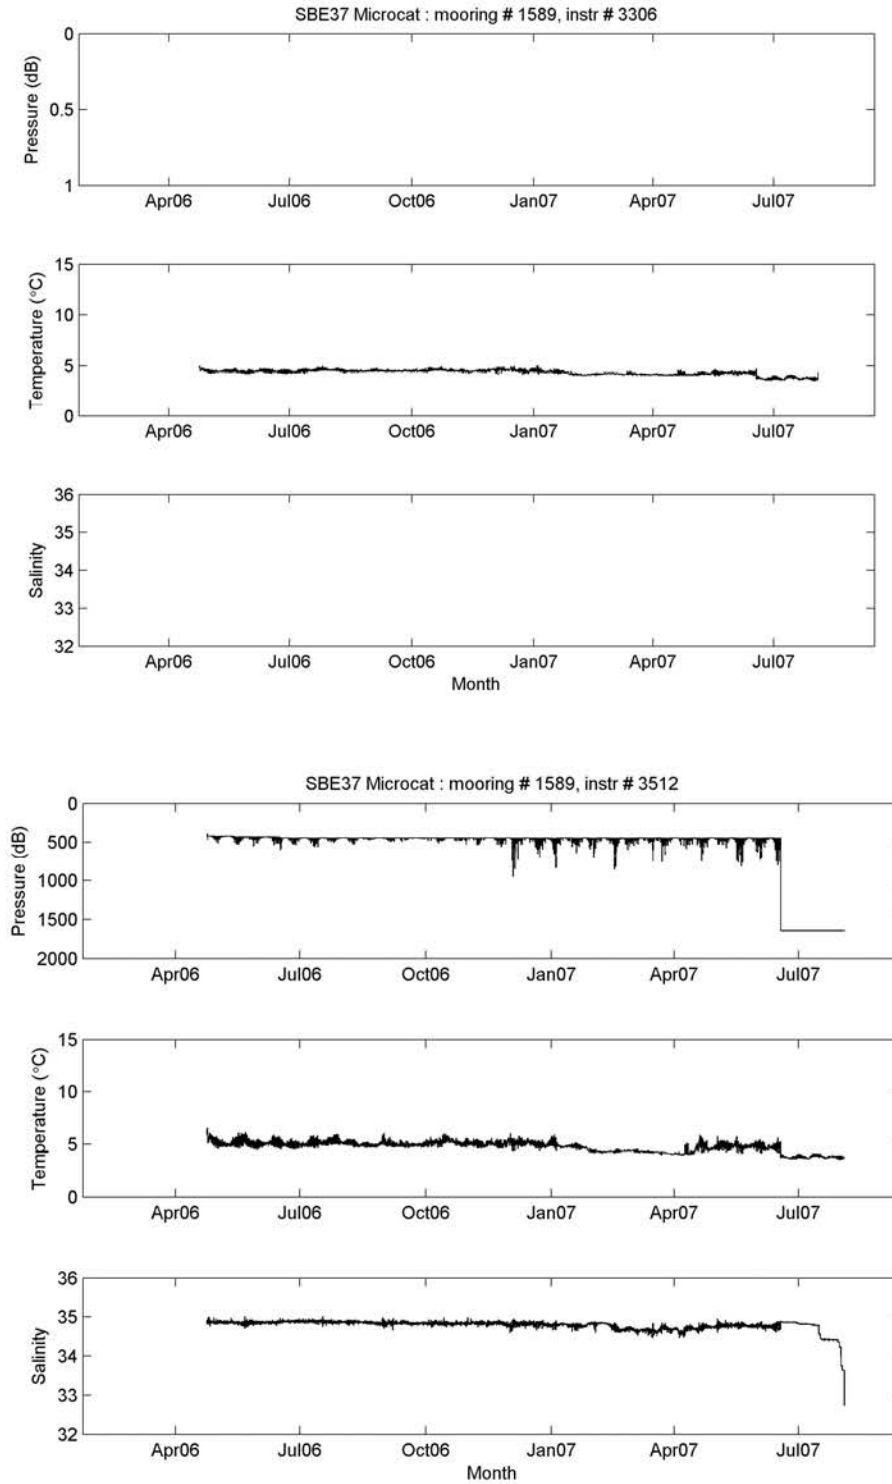 SBE37 Microcat : mooring # 1589, instr # 3306
0
0.5
1
Pressure (dB)
Apr06 Jul06 Oct06 Jan07 Apr07 Jul07
15
10
5
0
Temperature (°C)
Apr06 Jul06 Oct06 Jan07 Apr07 Jul07
36
35
34
33
32
Salinity
Apr06 Jul06 Oct06 Jan07 Apr07 Jul07
Month
SBE37 Microcat : mooring # 1589, instr # 3512
0
500
1000
1500
2000
Pressure (dB)
Apr06 Jul06 Oct06 Jan07 Apr07 Jul07
15
10
5
0
Temperature (°C)
Apr06 Jul06 Oct06 Jan07 Apr07 Jul07
36
35
34
33
32
Salinity
Apr06 Jul06 Oct06 Jan07 Apr07 Jul07
Month